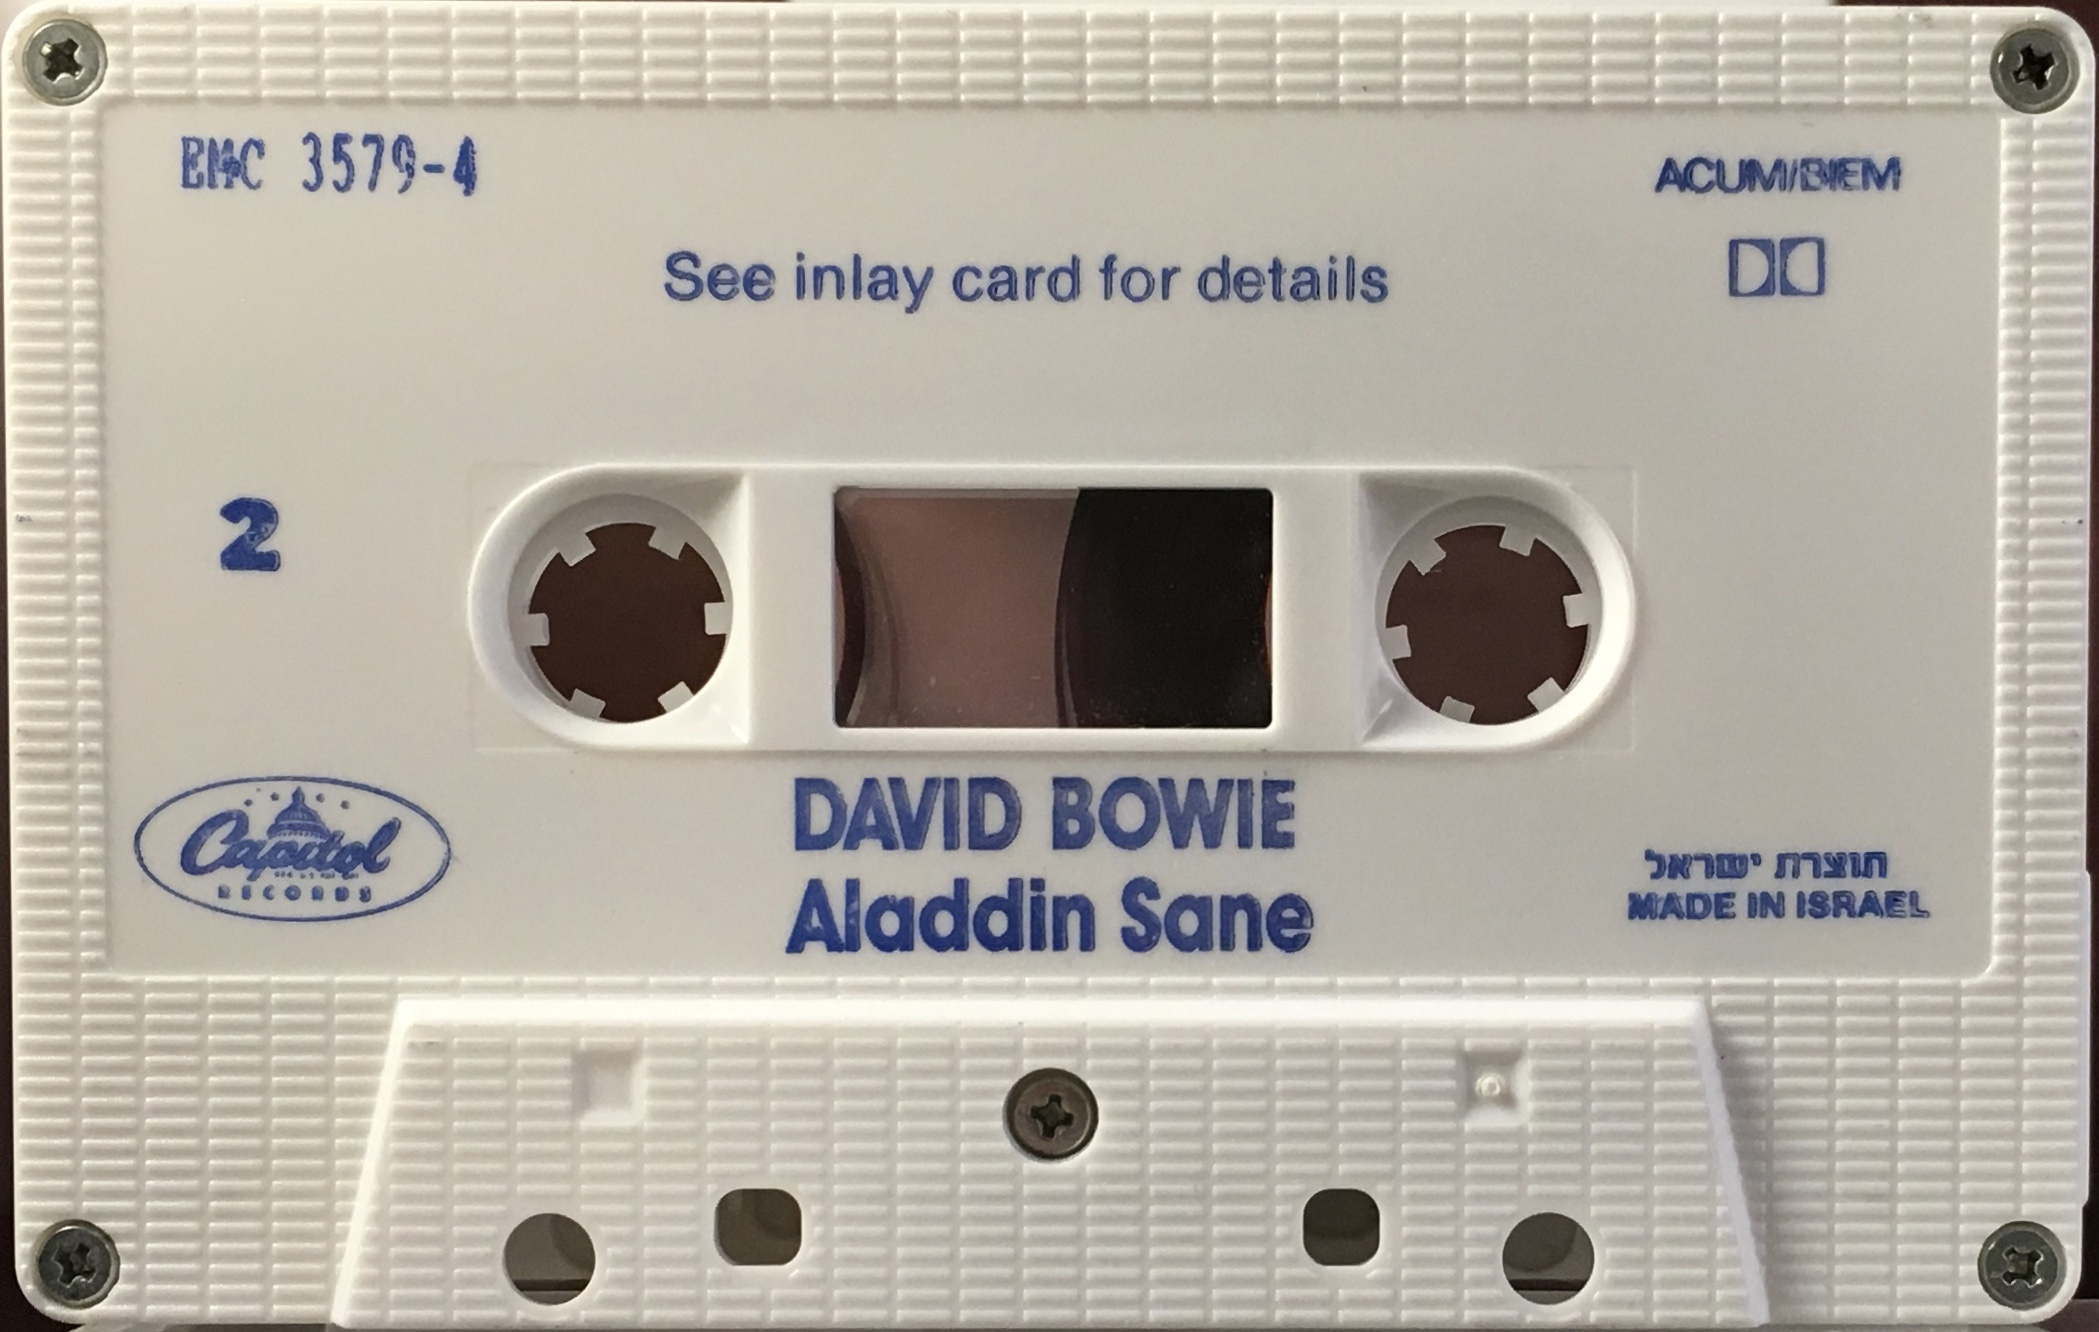 EMC 3579-4
ACUM/BIEM
See inlay card for details
2
Capitol
RECORDS
DAVID BOWIE
Aladdin Sane
תוצרת ישראל
MADE IN ISRAEL